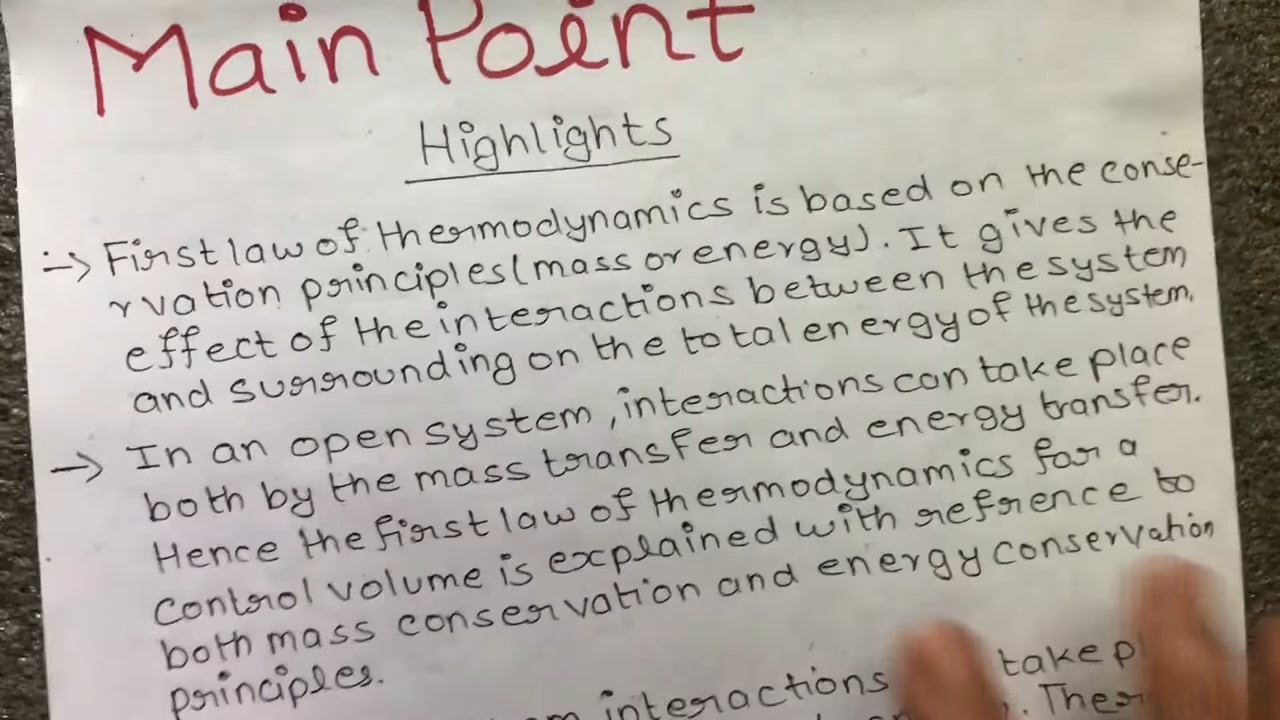 Main Point
Highlights
First law of thermodynamics is based on the conse-
rvation principles (mass or energy). It gives the
effect of the interactions between the system
and surrounding on the total energy of the system.
In an open system, interactions can take place
both by the mass transfer and energy transfer.
Hence the first law of thermodynamics for a
control volume is explained with refrence to
both mass conservation and energy conservation
principles.
interactions take